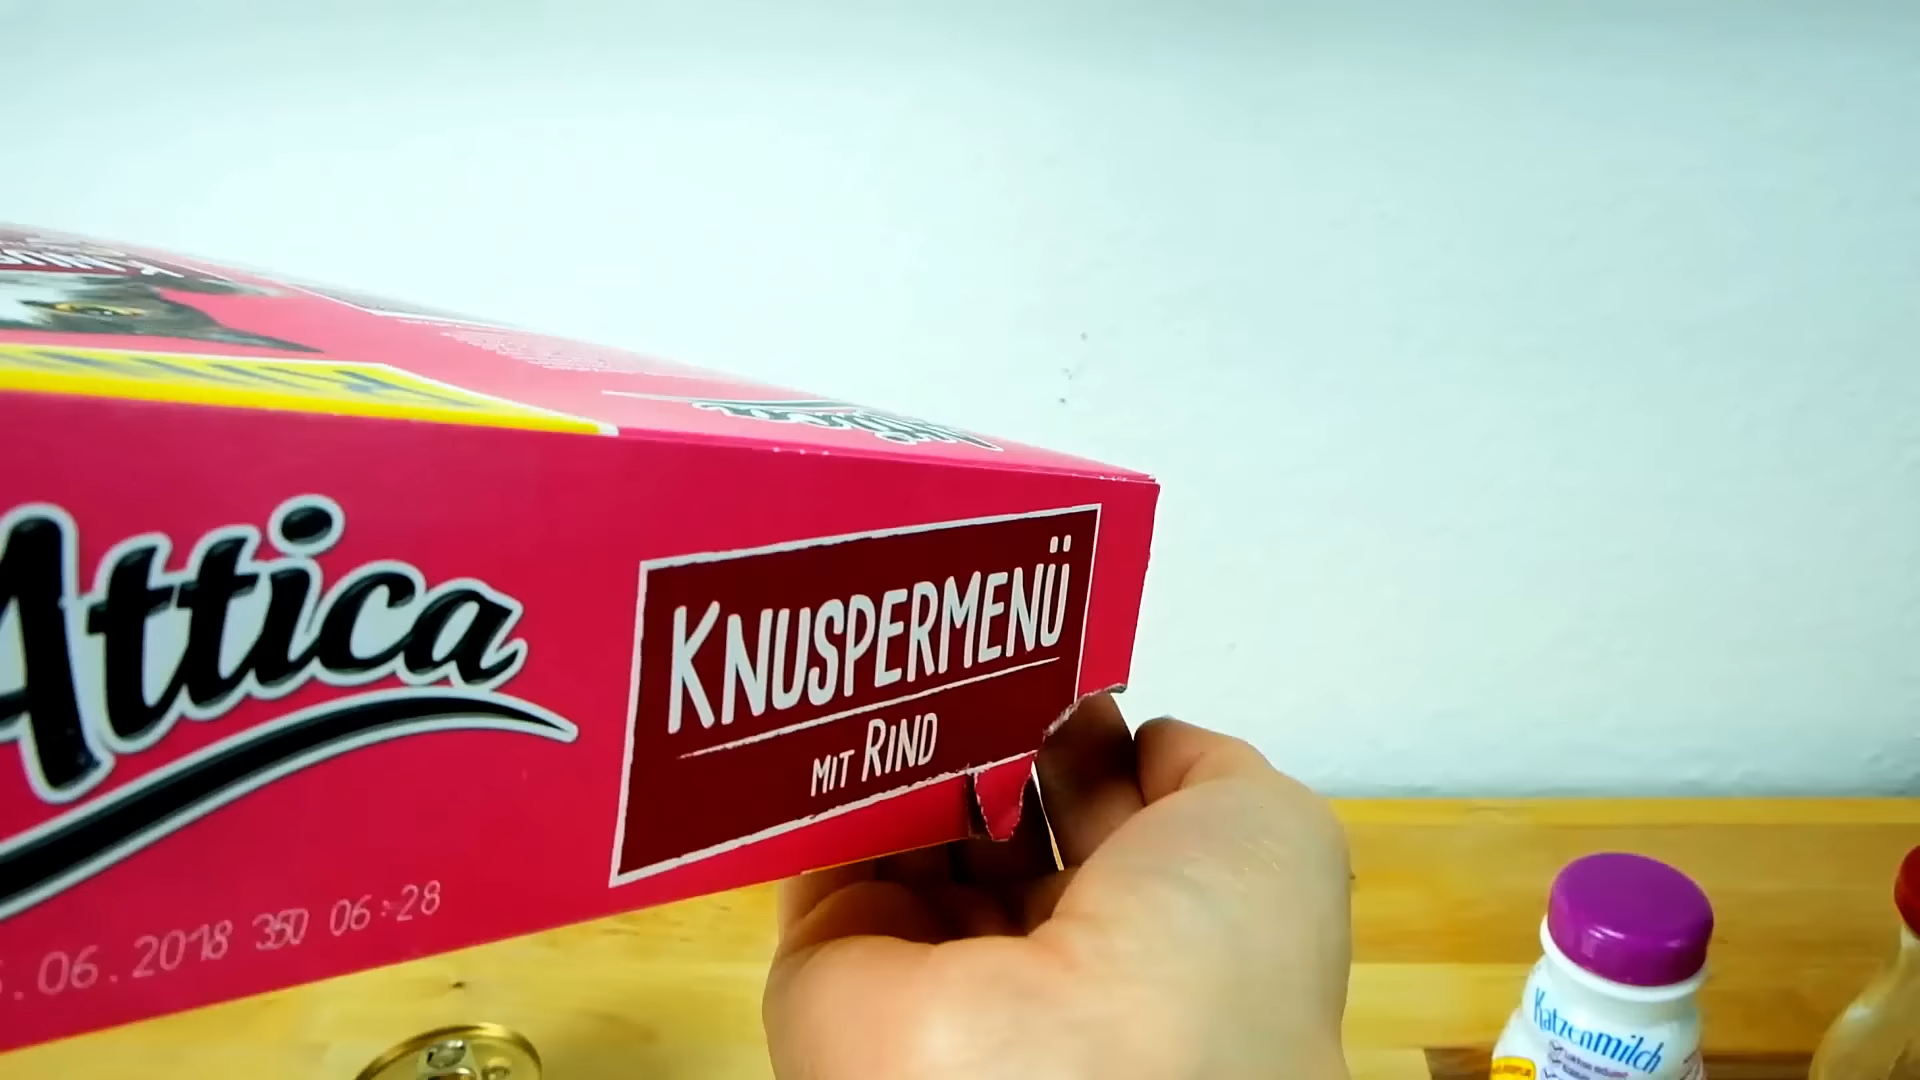 Attica
KNUSPERMENÜ
MIT RIND
.06.2018 350 06:28
Katzenmilch